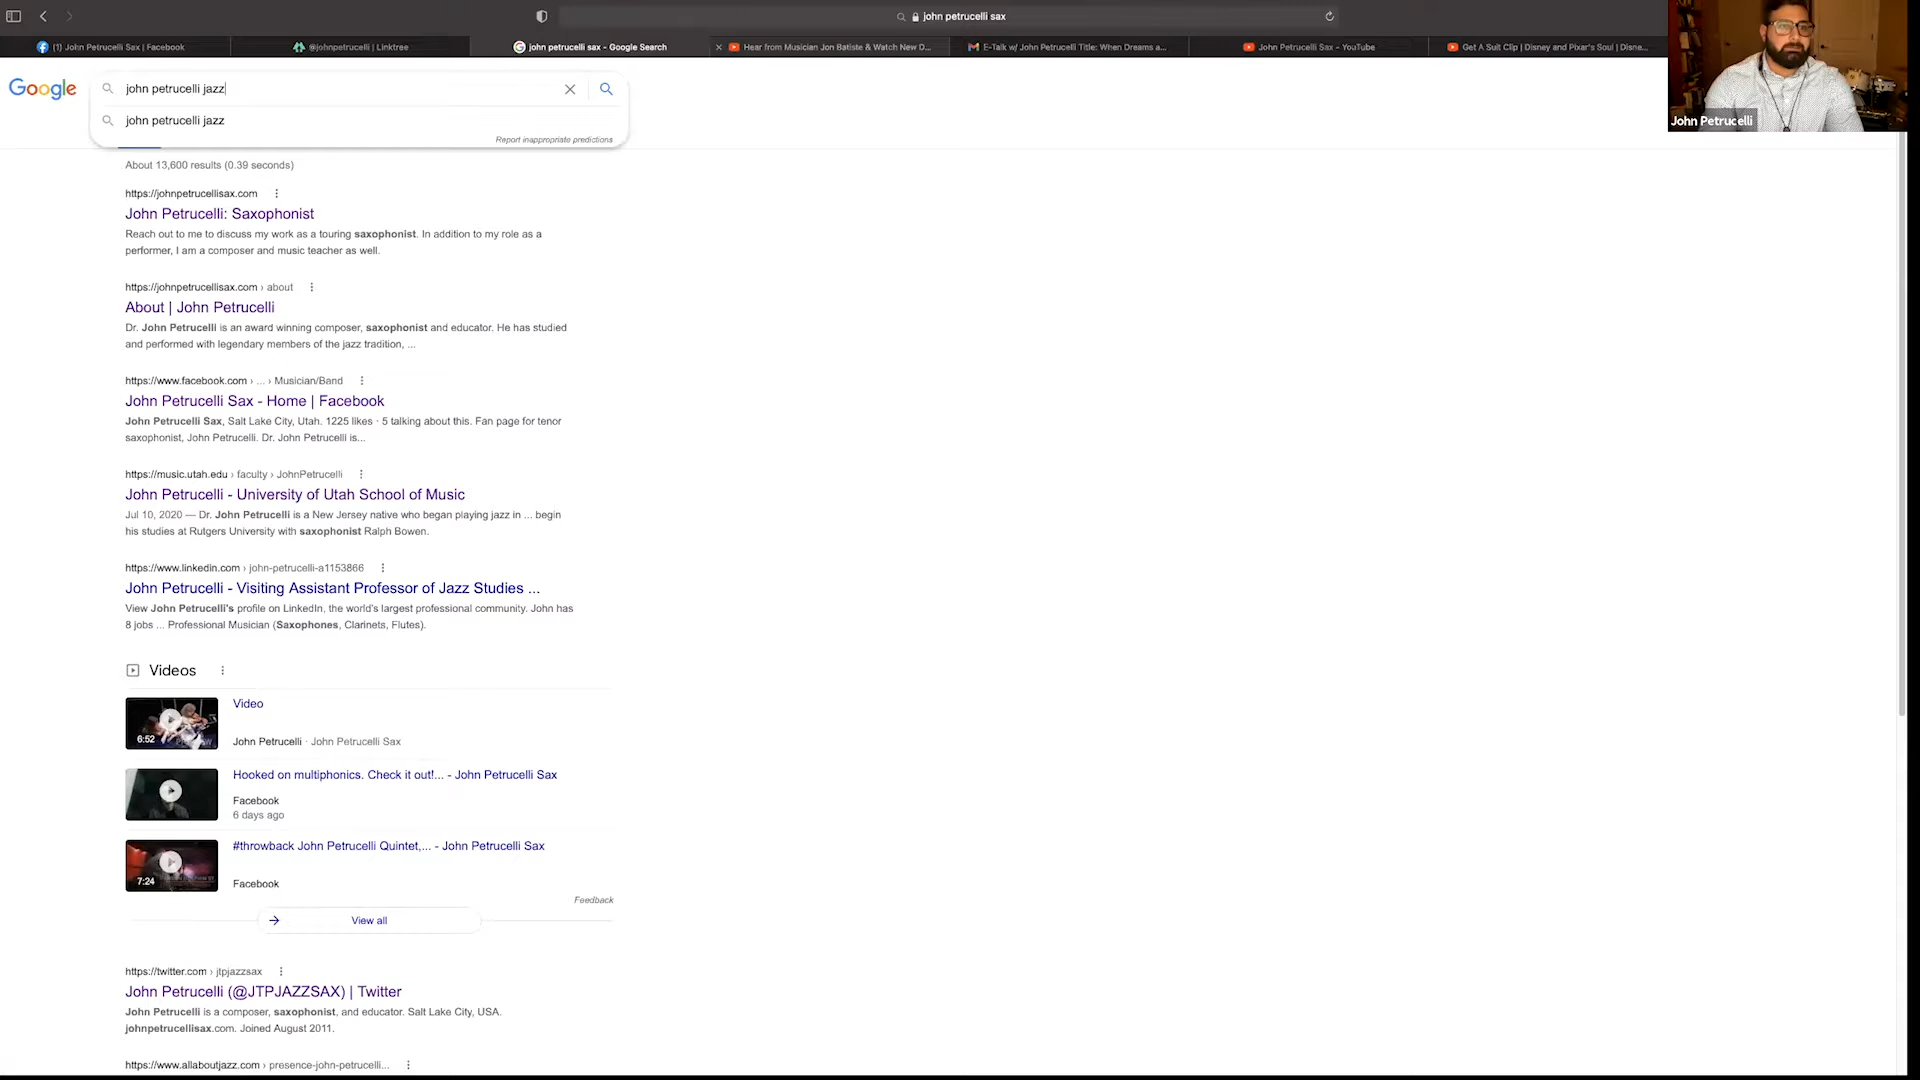 john petrucelli sax
(1) John Petrucelli Sax | Facebook
@johnpetrucelli | Linktree
john petrucelli sax - Google Search
Hear from Musician Jon Batiste & Watch New D...
E-Talk w/ John Petrucelli Title: When Dreams a...
John Petrucelli Sax - YouTube
Get A Suit Clip | Disney and Pixar's Soul | Disne...
John Petrucelli
Google
john petrucelli jazz
john petrucelli jazz
Report inappropriate predictions
About 13,600 results (0.39 seconds)
https://johnpetrucellisax.com
John Petrucelli: Saxophonist
Reach out to me to discuss my work as a touring saxophonist. In addition to my role as a
performer, I am a composer and music teacher as well.
https://johnpetrucellisax.com › about
About | John Petrucelli
Dr. John Petrucelli is an award winning composer, saxophonist and educator. He has studied
and performed with legendary members of the jazz tradition, ...
https://www.facebook.com › ... › Musician/Band
John Petrucelli Sax - Home | Facebook
John Petrucelli Sax, Salt Lake City, Utah. 1225 likes · 5 talking about this. Fan page for tenor
saxophonist, John Petrucelli. Dr. John Petrucelli is...
https://music.utah.edu › faculty › JohnPetrucelli
John Petrucelli - University of Utah School of Music
Jul 10, 2020 — Dr. John Petrucelli is a New Jersey native who began playing jazz in ... begin
his studies at Rutgers University with saxophonist Ralph Bowen.
https://www.linkedin.com › john-petrucelli-a1153866
John Petrucelli - Visiting Assistant Professor of Jazz Studies ...
View John Petrucelli's profile on LinkedIn, the world's largest professional community. John has
8 jobs ... Professional Musician (Saxophones, Clarinets, Flutes).
Videos
6:52
Video
John Petrucelli · John Petrucelli Sax
Hooked on multiphonics. Check it out!... - John Petrucelli Sax
Facebook
6 days ago
7:24
#throwback John Petrucelli Quintet,... - John Petrucelli Sax
Facebook
Feedback
View all
https://twitter.com › jtpjazzsax
John Petrucelli (@JTPJAZZSAX) | Twitter
John Petrucelli is a composer, saxophonist, and educator. Salt Lake City, USA.
johnpetrucellisax.com. Joined August 2011.
https://www.allaboutjazz.com › presence-john-petrucelli...